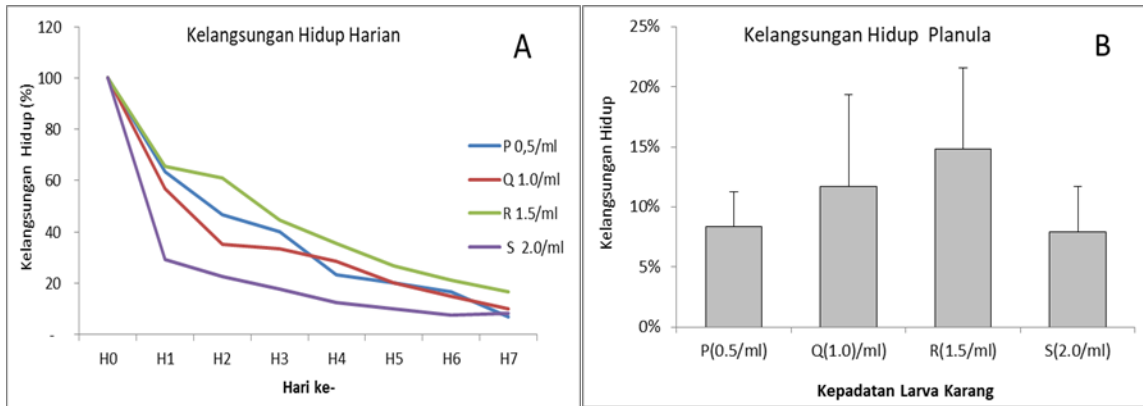 Kelangsungan Hidup Harian
A
Kelangsungan Hidup (%)
120
100
80
60
40
20
-
P 0,5/ml
Q 1.0/ml
R 1.5/ml
S 2.0/ml
H0 H1 H2 H3 H4 H5 H6 H7
Hari ke-
Kelangsungan Hidup Planula
B
Kelangsungan Hidup
25%
20%
15%
10%
5%
0%
P(0.5/ml) Q(1.0)/ml) R(1.5/ml) S(2.0/ml)
Kepadatan Larva Karang